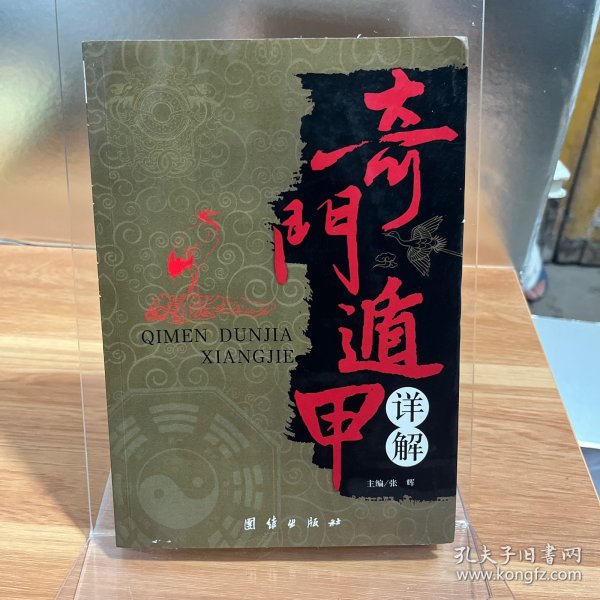 奇門遁甲
详解
QIMEN DUNJIA
XIANGJIE
主编/张 辉
团结出版社
孔夫子旧书网
www.kongfz.com